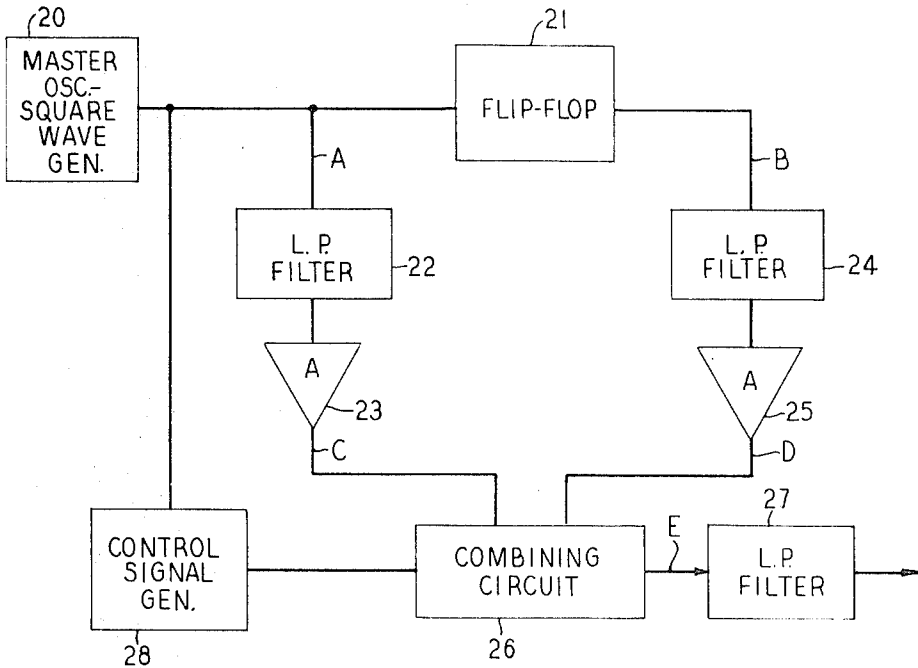 20
MASTER
OSC.-
SQUARE
WAVE
GEN.
21
FLIP-FLOP
A
B
L.P.
FILTER
22
L.P.
FILTER
24
A
23
A
25
C
D
CONTROL
SIGNAL
GEN.
28
COMBINING
CIRCUIT
26
E
27
L.P.
FILTER